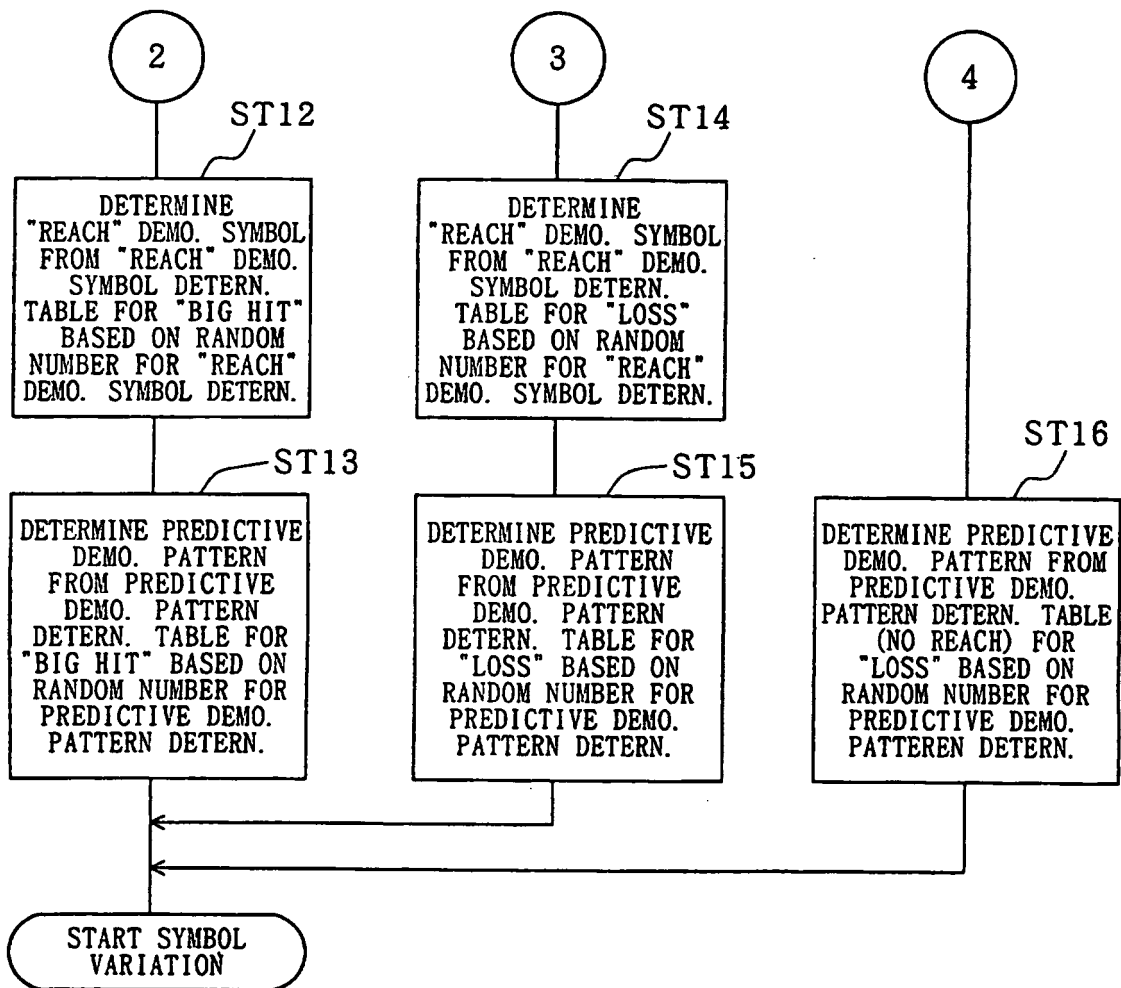 2
ST12
DETERMINE
"REACH" DEMO. SYMBOL
FROM "REACH" DEMO.
SYMBOL DETERN.
TABLE FOR "BIG HIT"
BASED ON RANDOM
NUMBER FOR "REACH"
DEMO. SYMBOL DETERN.
ST13
DETERMINE PREDICTIVE
DEMO. PATTERN
FROM PREDICTIVE
DEMO. PATTERN
DETERN. TABLE FOR
"BIG HIT" BASED ON
RANDOM NUMBER FOR
PREDICTIVE DEMO.
PATTERN DETERN.
3
ST14
DETERMINE
"REACH" DEMO. SYMBOL
FROM "REACH" DEMO.
SYMBOL DETERN.
TABLE FOR "LOSS"
BASED ON RANDOM
NUMBER FOR "REACH"
DEMO. SYMBOL DETERN.
ST15
DETERMINE PREDICTIVE
DEMO. PATTERN
FROM PREDICTIVE
DEMO. PATTERN
DETERN. TABLE FOR
"LOSS" BASED ON
RANDOM NUMBER FOR
PREDICTIVE DEMO.
PATTERN DETERN.
4
ST16
DETERMINE PREDICTIVE
DEMO. PATTERN FROM
PREDICTIVE DEMO.
PATTERN DETERN. TABLE
(NO REACH) FOR
"LOSS" BASED ON
RANDOM NUMBER FOR
PREDICTIVE DEMO.
PATTEREN DETERN.
START SYMBOL
VARIATION